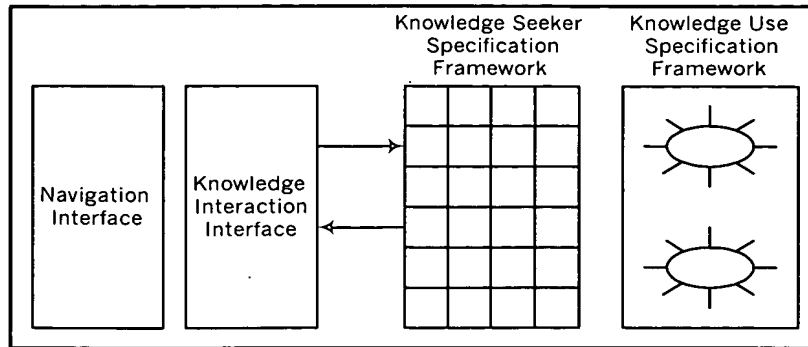 Knowledge Seeker
Specification
Framework
Knowledge Use
Specification
Framework
Navigation
Interface
Knowledge
Interaction
Interface